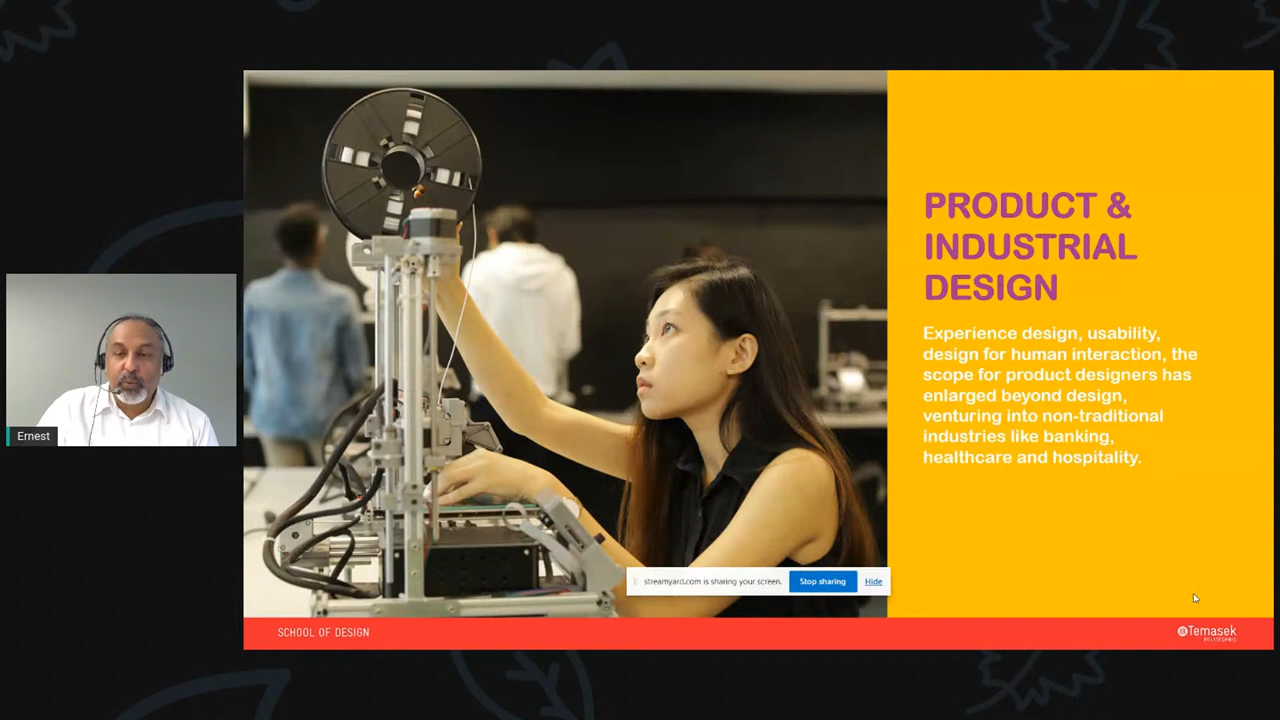 PRODUCT &
INDUSTRIAL
DESIGN
Experience design, usability,
design for human interaction, the
scope for product designers has
enlarged beyond design,
venturing into non-traditional
industries like banking,
healthcare and hospitality.
Ernest
streamyard.com is sharing your screen.
Stop sharing
Hide
SCHOOL OF DESIGN
Temasek
POLYTECHNIC